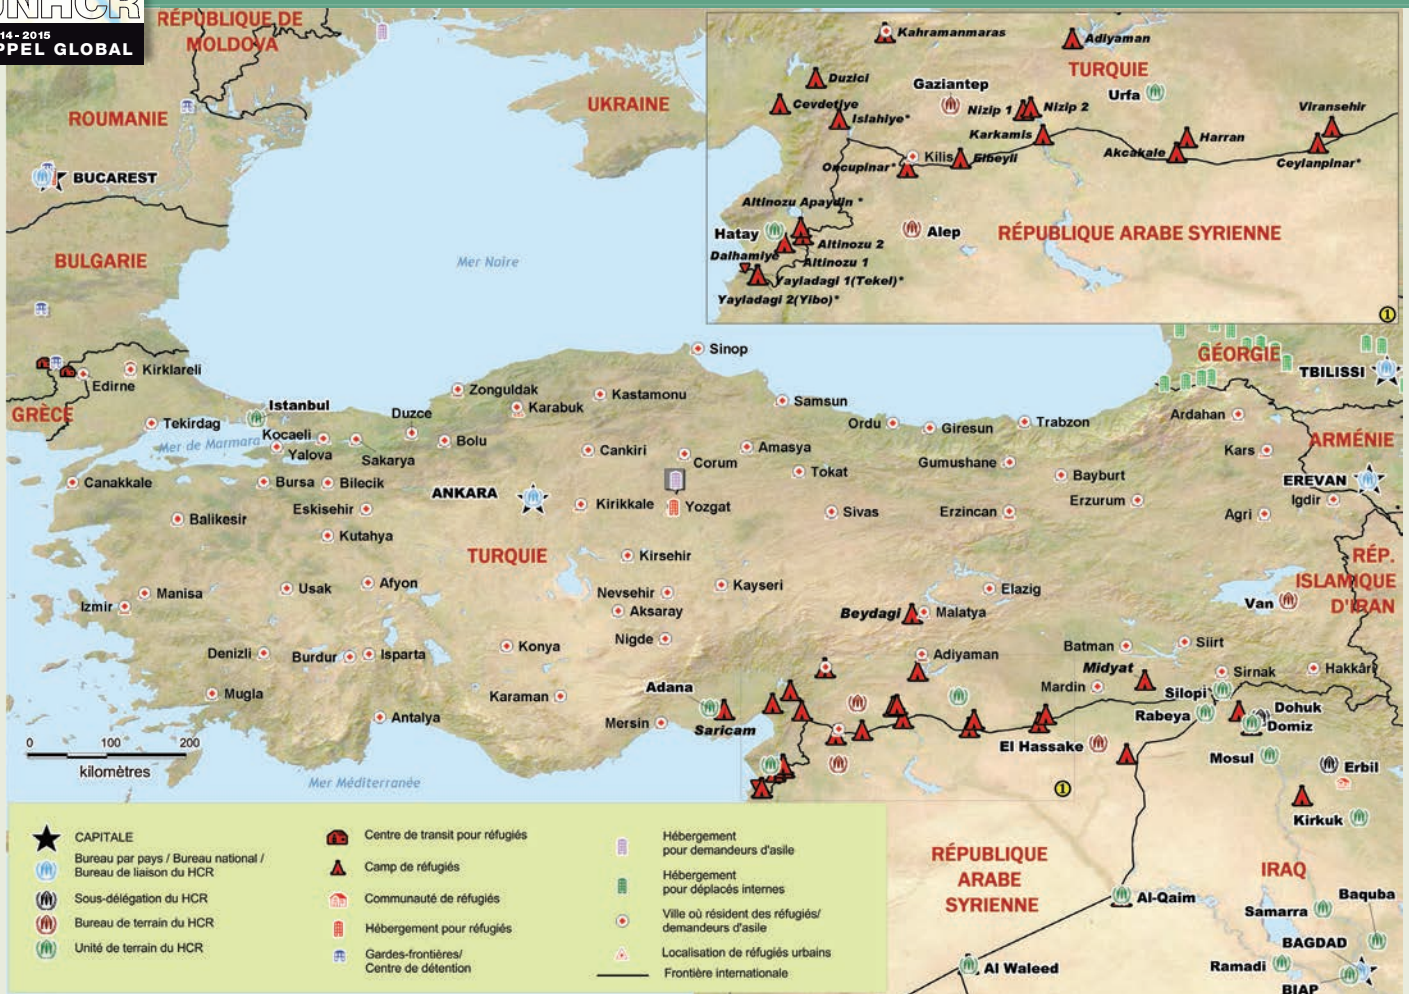 UNHCR
14 - 2015
PPEL GLOBAL
RÉPUBLIQUE DE
MOLDOVA
ROUMANIE
UKRAINE
BUCAREST
BULGARIE
Mer Noire
Kahramanmaras
Adiyaman
TURQUIE
Duzici
Gaziantep
Urfa
Cevdetiye
Nizip 1
Nizip 2
Viransehir
Islahiye*
Karkamis
Harran
Akcakale
Kilis
Elbeyli
Ceylanpinar*
Oncupinar*
Altinozu Apaydin *
Hatay
Alep
RÉPUBLIQUE ARABE SYRIENNE
Altinozu 2
Dalhamiye
Altinozu 1
Yayladagi 1(Tekel)*
Yayladagi 2(Yibo)*
1
Sinop
GÉORGIE
TBILISSI
Kirklareli
Edirne
GRÈCE
Zonguldak
Kastamonu
Karabuk
Samsun
Istanbul
Duzce
Ordu
Giresun
Trabzon
Ardahan
Tekirdag
Mer de Marmara
Kocaeli
Yalova
Sakarya
Bolu
Cankiri
Corum
Amasya
ARMÉNIE
Kars
Gumushane
Tokat
Bayburt
EREVAN
Canakkale
Bursa
Bilecik
ANKARA
Kirikkale
Yozgat
Erzurum
Igdir
Eskisehir
Balikesir
Sivas
Erzincan
Agri
Kutahya
TURQUIE
Kirsehir
RÉP.
ISLAMIQUE
D'IRAN
Manisa
Usak
Afyon
Nevsehir
Kayseri
Elazig
Izmir
Aksaray
Beydagi
Malatya
Van
Nigde
Denizli
Burdur
Isparta
Konya
Adiyaman
Batman
Siirt
Midyat
Sirnak
Hakkâri
Mugla
Karaman
Adana
Mardin
Silopi
Antalya
Mersin
Saricam
Rabeya
Dohuk
Domiz
El Hassake
Mosul
Erbil
0 100 200
kilomètres
Mer Méditerranée
1
Kirkuk
CAPITALE
Bureau par pays / Bureau national /
Bureau de liaison du HCR
Sous-délégation du HCR
Bureau de terrain du HCR
Unité de terrain du HCR
Centre de transit pour réfugiés
Camp de réfugiés
Communauté de réfugiés
Hébergement pour réfugiés
Gardes-frontières/
Centre de détention
Hébergement
pour demandeurs d'asile
Hébergement
pour déplacés internes
Ville où résident des réfugiés/
demandeurs d'asile
Localisation de réfugiés urbains
Frontière internationale
RÉPUBLIQUE
ARABE
SYRIENNE
IRAQ
Al-Qaim
Baquba
Samarra
BAGDAD
Al Waleed
Ramadi
BIAP